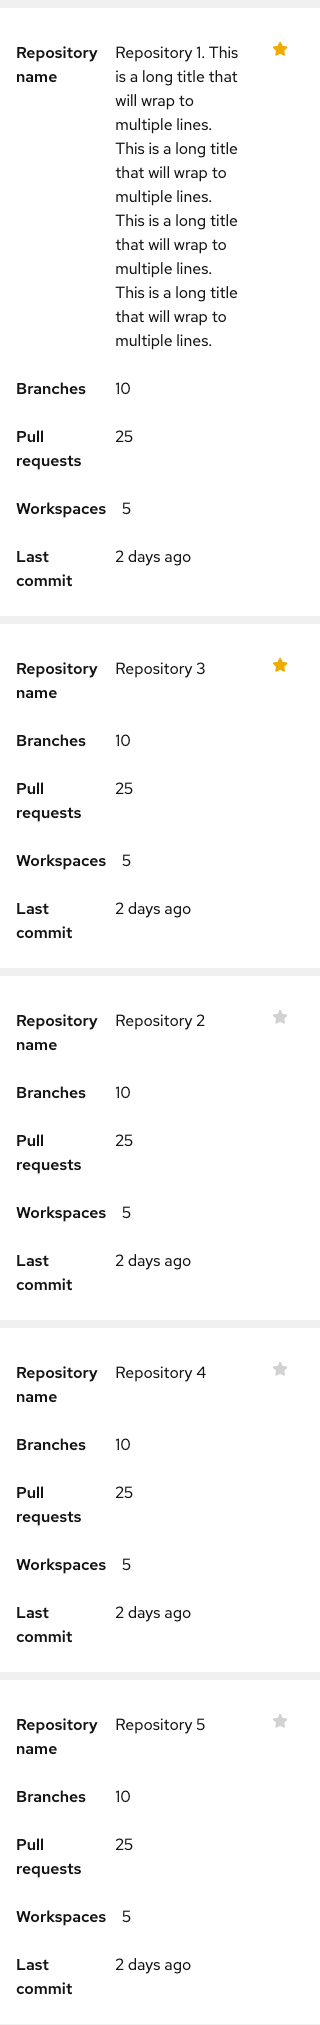 Repository Repository 1. This
name is a long title that
will wrap to
multiple lines.
This is a long title
that will wrap to
multiple lines.
This is a long title
that will wrap to
multiple lines.
This is a long title
that will wrap to
multiple lines.
Branches 10
Pull 25
requests
Workspaces 5
Last 2 days ago
commit
Repository Repository 3
name
Branches 10
Pull 25
requests
Workspaces 5
Last 2 days ago
commit
Repository Repository 2
name
Branches 10
Pull 25
requests
Workspaces 5
Last 2 days ago
commit
Repository Repository 4
name
Branches 10
Pull 25
requests
Workspaces 5
Last 2 days ago
commit
Repository Repository 5
name
Branches 10
Pull 25
requests
Workspaces 5
Last 2 days ago
commit